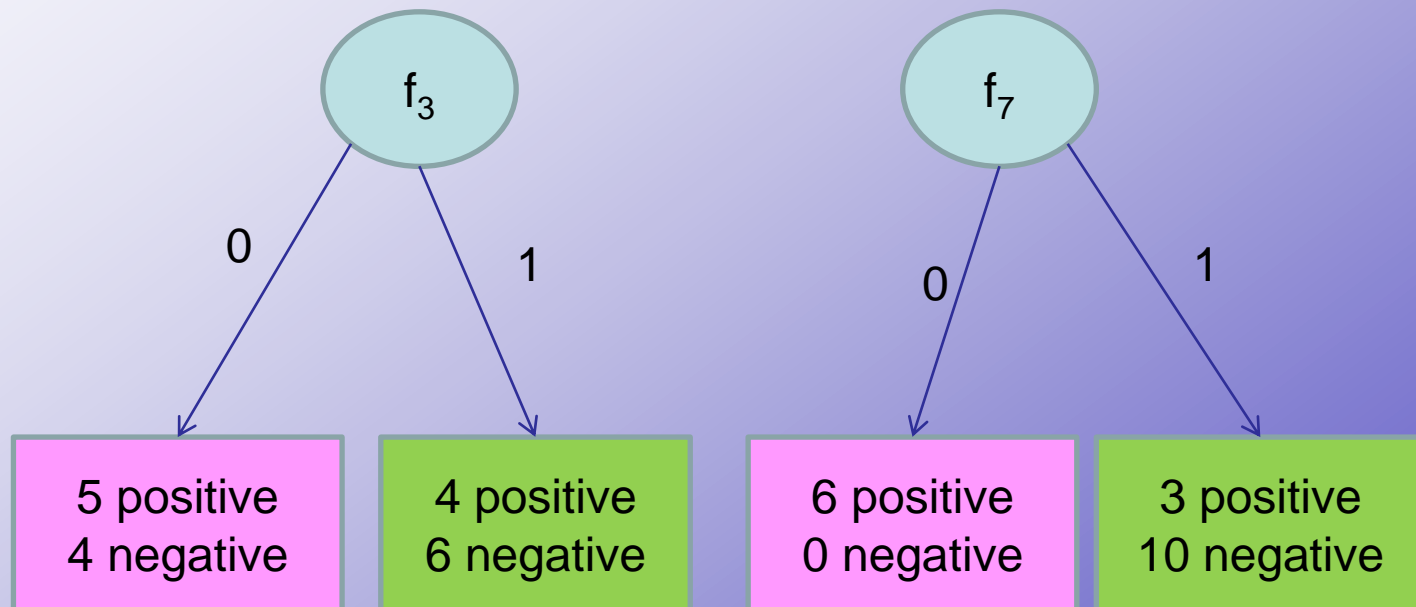 f₃
f₇
0
1
0
1
5 positive
4 negative
4 positive
6 negative
6 positive
0 negative
3 positive
10 negative